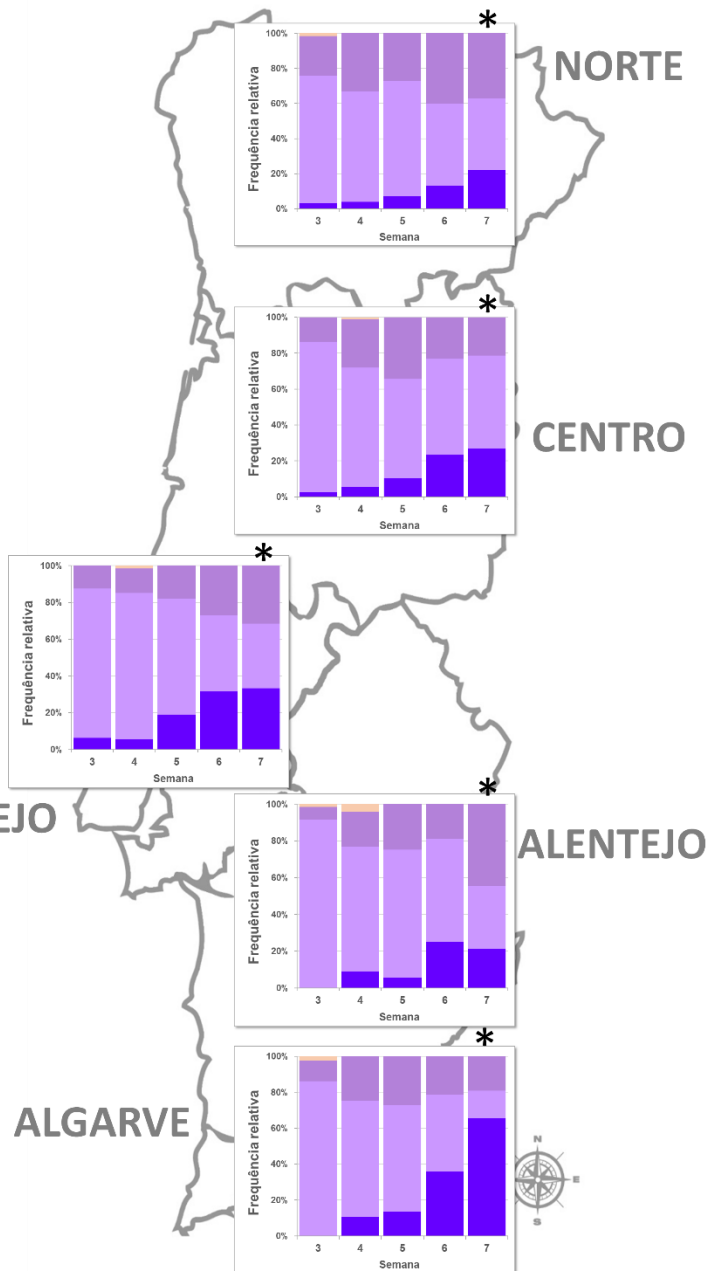 *
NORTE
Frequência relativa
100%
80%
60%
40%
20%
0%
3 4 5 6 7
Semana
*
CENTRO
Frequência relativa
100%
80%
60%
40%
20%
0%
3 4 5 6 7
Semana
*
Frequência relativa
100%
80%
60%
40%
20%
0%
3 4 5 6 7
Semana
EJO
*
ALENTEJO
Frequência relativa
100%
80%
60%
40%
20%
0%
3 4 5 6 7
Semana
*
ALGARVE
Frequência relativa
100%
80%
60%
40%
20%
0%
3 4 5 6 7
Semana
N
E
S